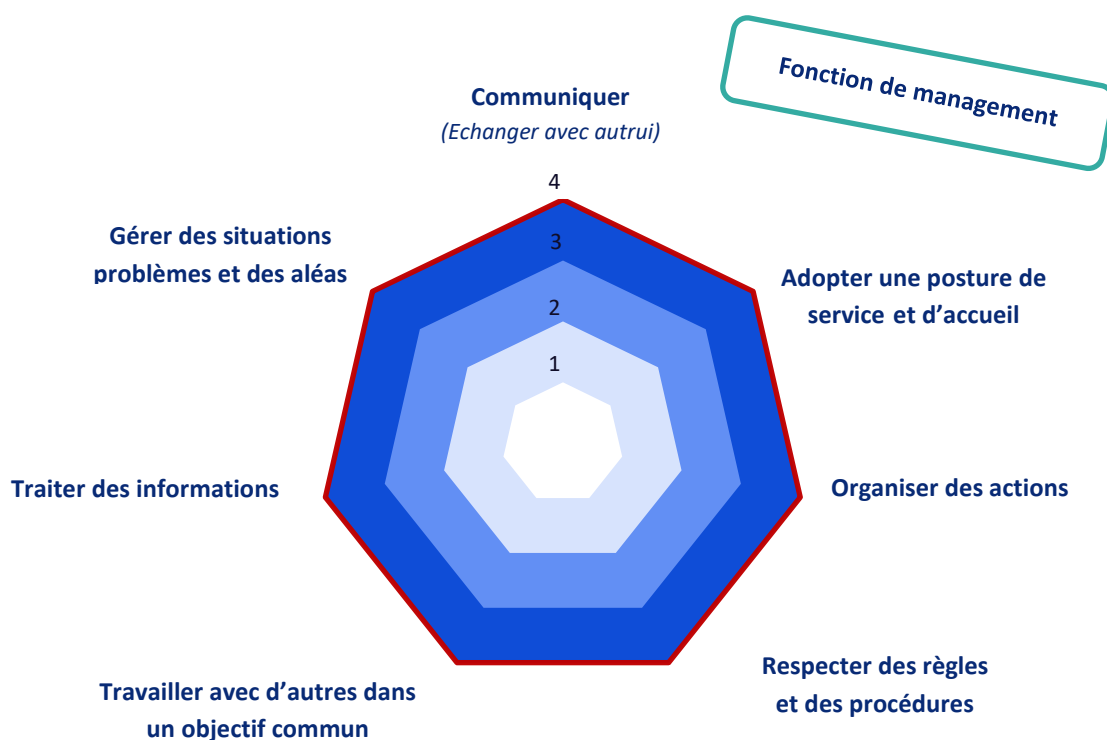 Fonction de management
Communiquer
(Echanger avec autrui)
4
3
2
1
Gérer des situations
problèmes et des aléas
Adopter une posture de
service et d’accueil
Traiter des informations
Organiser des actions
Travailler avec d’autres dans
un objectif commun
Respecter des règles
et des procédures